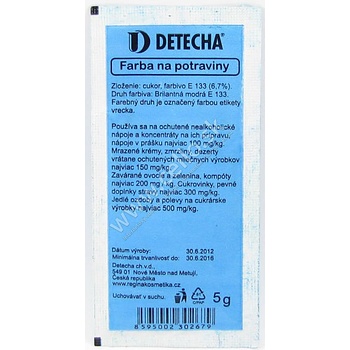 DETECHA®
Farba na potraviny
Zloženie: cukor, farbivo E 133 (6,7%).
Druh farbiva: Brilantná modrá E 133.
Farebný druh je označený farbou etikety
vrecka.
Používa sa na ochutené nealkoholické
nápoje a koncentráty na ich prípravu,
nápoje v prášku najviac 100 mg/kg.
Mrazené krémy, zmrzliny, dezerty
vrátane ochutených mliečnych výrobkov
najviac 150 mg/kg.
Zavárané ovocie a zelenina, kompóty
najviac 200 mg/kg. Cukrovinky, pevné
doplnky stravy najviac 300 mg/kg.
Jedlé ozdoby a polevy na cukrárske
výrobky najviac 500 mg/kg.
Dátum výroby: 30.6.2012
Minimálna trvanlivosť do: 30.6.2016
Detecha ch.v.d.
549 01 Nové Město nad Metují,
Česká republika
www.reginakosmetika.cz
Uchovávať v suchu.
C/PAP
5g
8595002302679